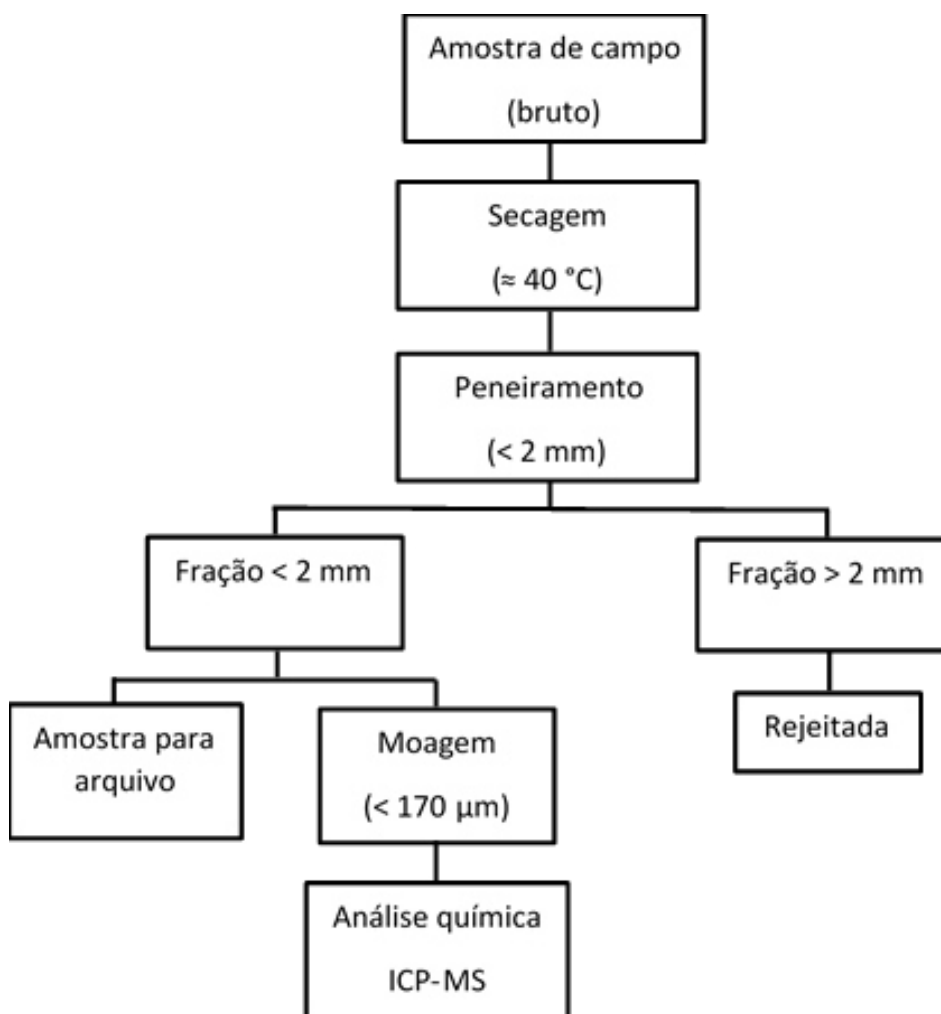 Amostra de campo
(bruto)
Secagem
(≈ 40 °C)
Peneiramento
(< 2 mm)
Fração < 2 mm
Fração > 2 mm
Amostra para
arquivo
Moagem
(< 170 µm)
Rejeitada
Análise química
ICP-MS